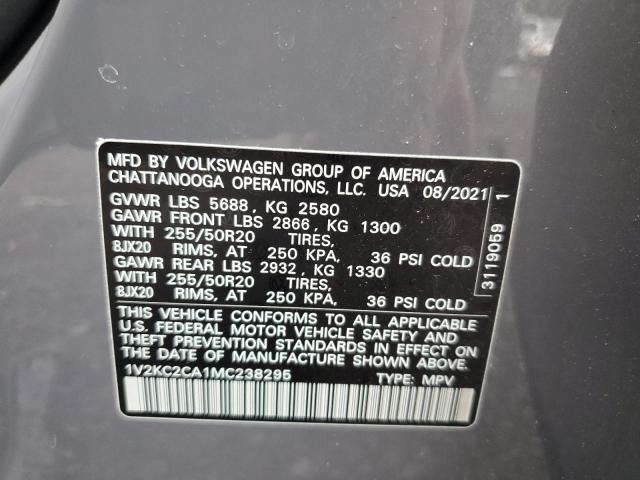 MFD BY VOLKSWAGEN GROUP OF AMERICA
CHATTANOOGA OPERATIONS, LLC. USA 08/2021
GVWR LBS 5688, KG 2580
GAWR FRONT LBS 2866, KG 1300
WITH 255/50R20 TIRES,
8JX20 RIMS, AT 250 KPA, 36 PSI COLD
GAWR REAR LBS 2932, KG 1330
WITH 255/50R20 TIRES,
8JX20 RIMS, AT 250 KPA, 36 PSI COLD
THIS VEHICLE CONFORMS TO ALL APPLICABLE
U.S. FEDERAL MOTOR VEHICLE SAFETY AND
THEFT PREVENTION STANDARDS IN EFFECT ON
THE DATE OF MANUFACTURE SHOWN ABOVE.
1V2KC2CA1MC238295 TYPE: MPV
3119059 1